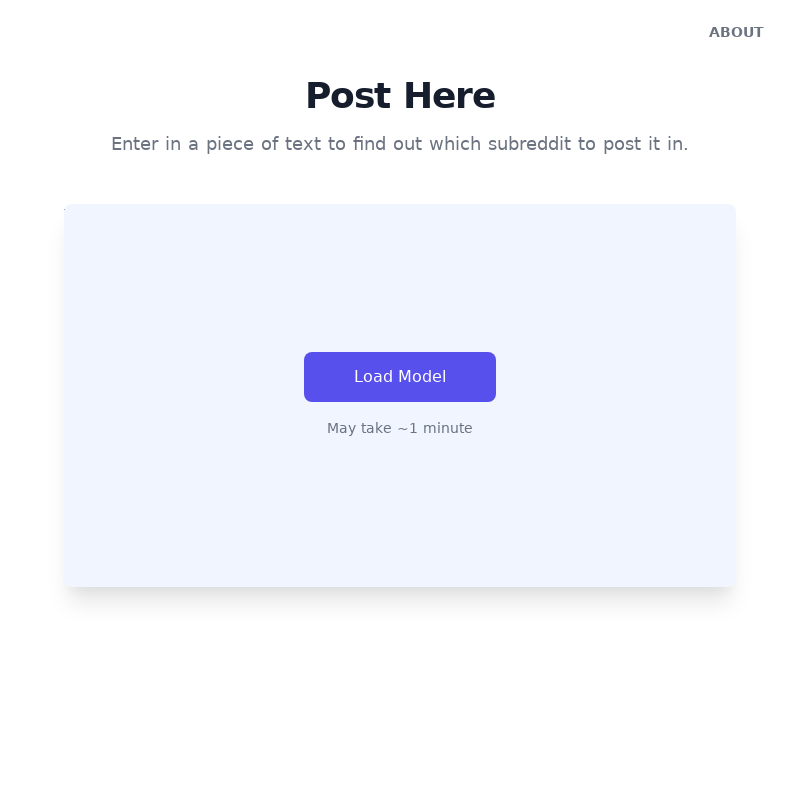 ABOUT
Post Here
Enter in a piece of text to find out which subreddit to post it in.
Load Model
May take ~1 minute